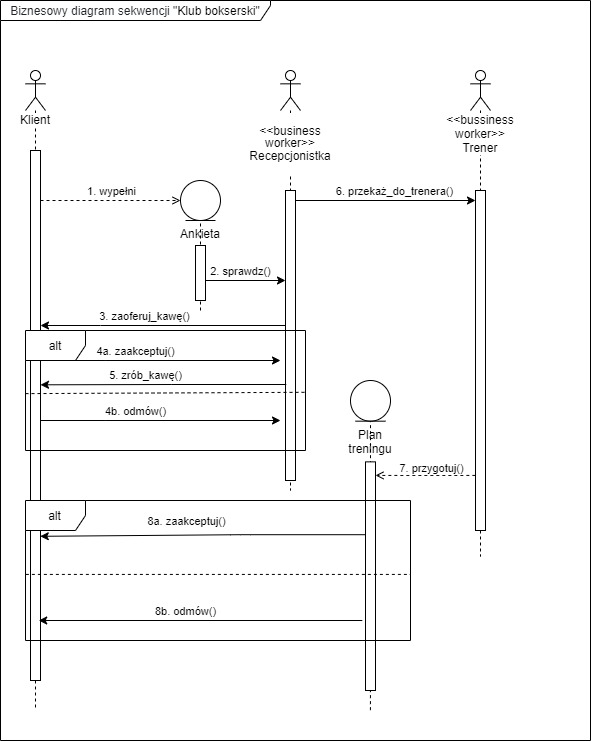 Biznesowy diagram sekwencji "Klub bokserski"
Klient
<<bussiness
worker>>
Recepcjonistka
<<bussiness
worker>>
Trener
1. wypełni
6. przekaż_do_trenera()
Ankieta
2. sprawdz()
3. zaoferuj_kawę()
alt
4a. zaakceptuj()
5. zrób_kawę()
4b. odmów()
Plan
treningu
7. przygotuj()
alt
8a. zaakceptuj()
8b. odmów()